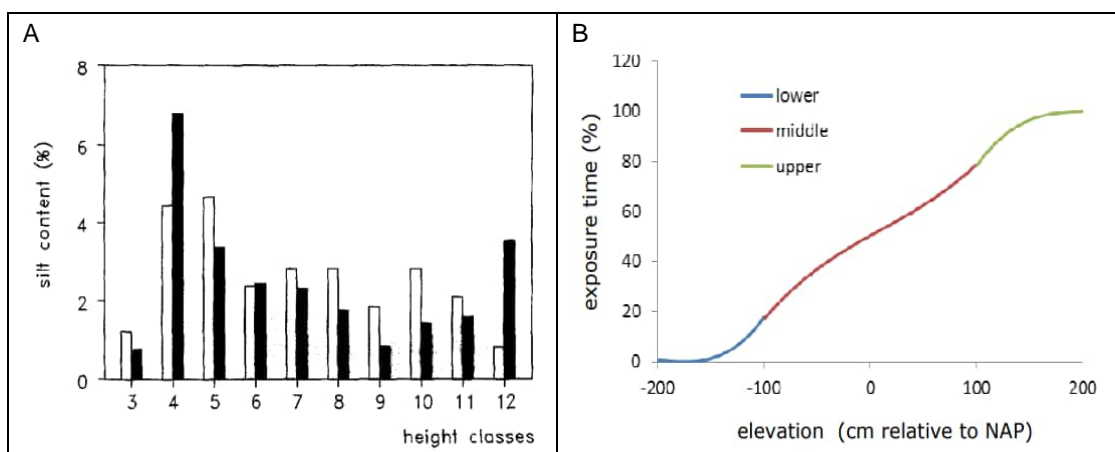 A
8
6
4
2
0
silt content (%)
3 4 5 6 7 8 9 10 11 12
height classes
B
120
100
80
60
40
20
0
exposure time (%)
lower
middle
upper
-200 -100 0 100 200
elevation (cm relative to NAP)